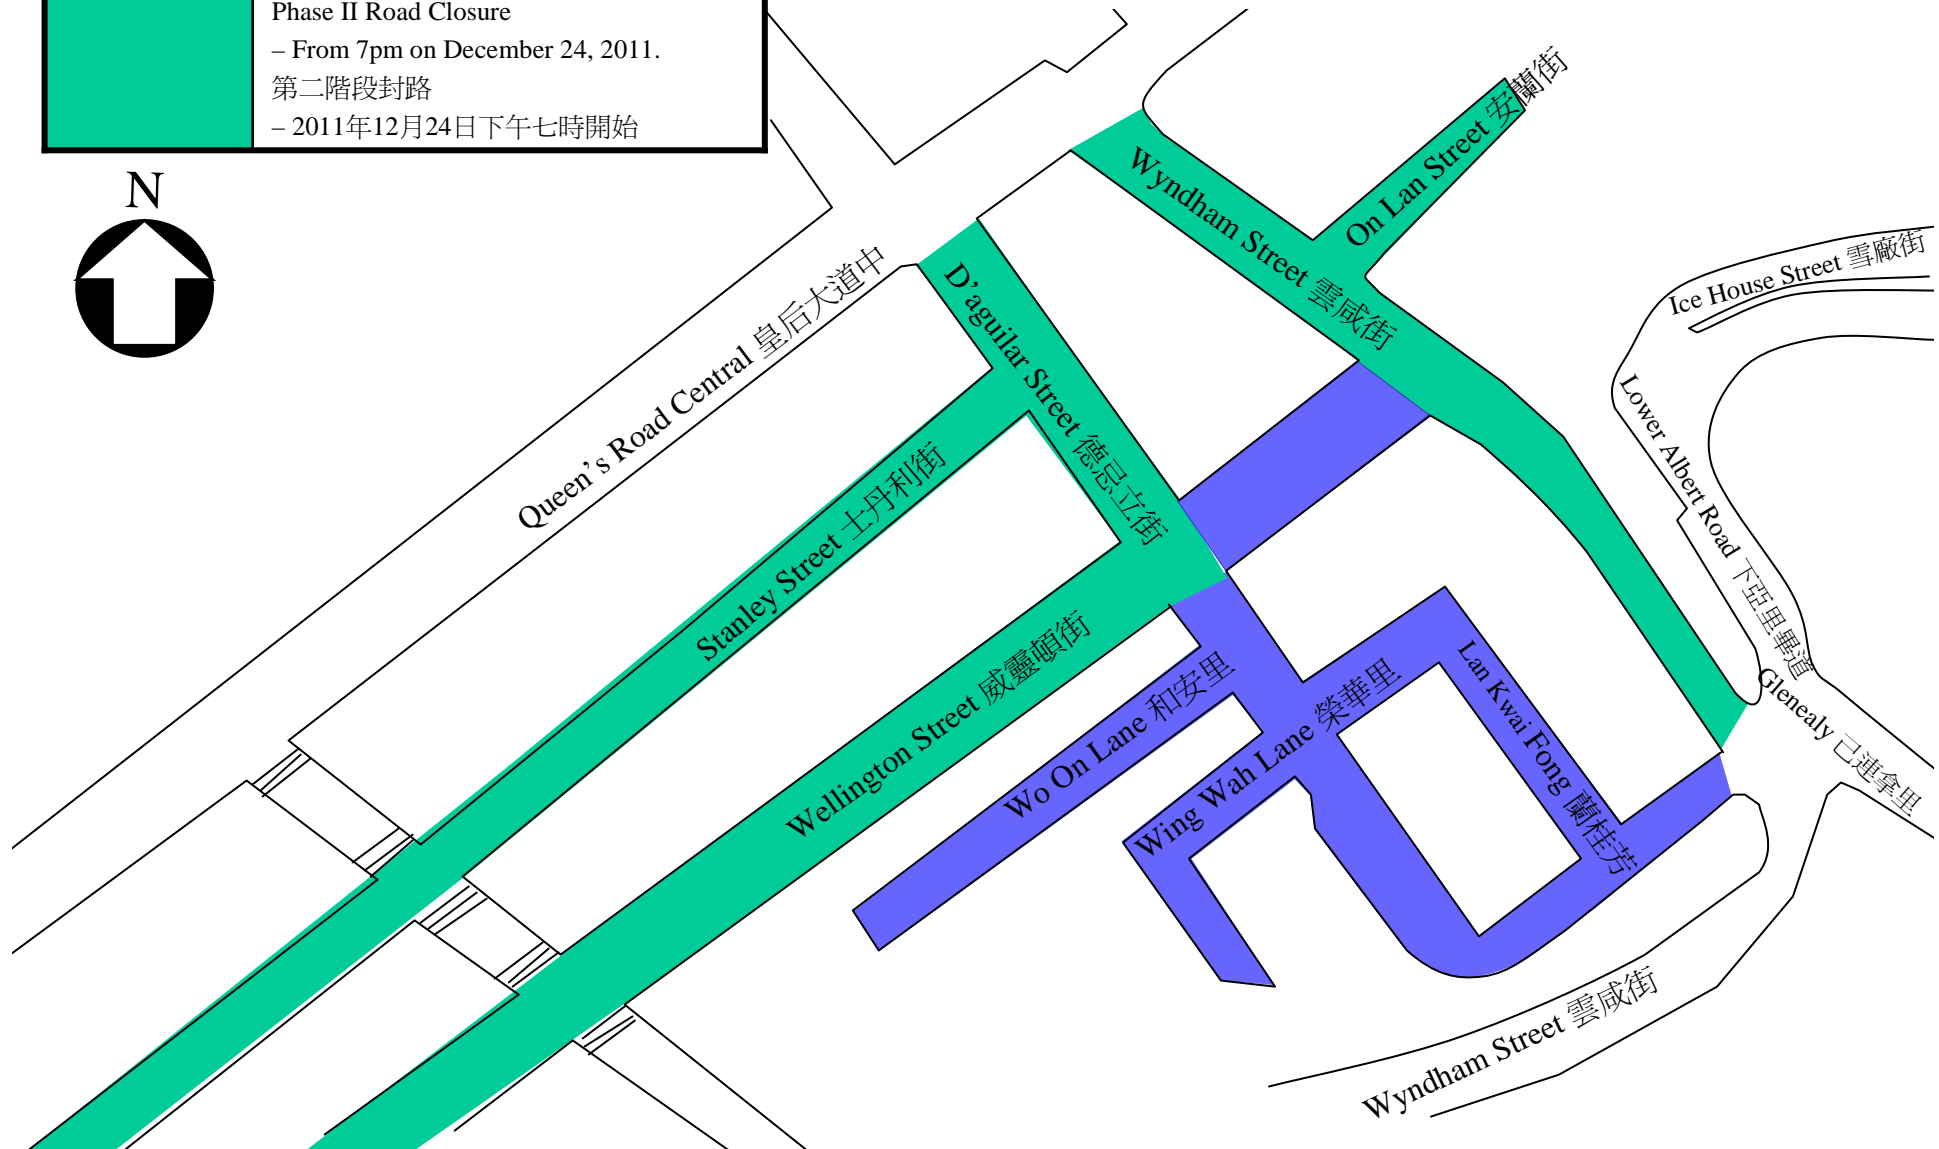 Phase II Road Closure
– From 7pm on December 24, 2011.
第二階段封路
– 2011年12月24日下午七時開始
N
Wyndham Street 雲咸街
On Lan Street 安蘭街
Ice House Street 雪廠街
D’aguilar Street 德忌立街
Queen’s Road Central 皇后大道中
Lower Albert Road 下亞里畢道
Stanley Street 士丹利街
Wellington Street 威靈頓街
Wo On Lane 和安里
Wing Wah Lane 榮華里
Lan Kwai Fong 蘭桂芳
Glenealy 己連拿里
Wyndham Street 雲咸街